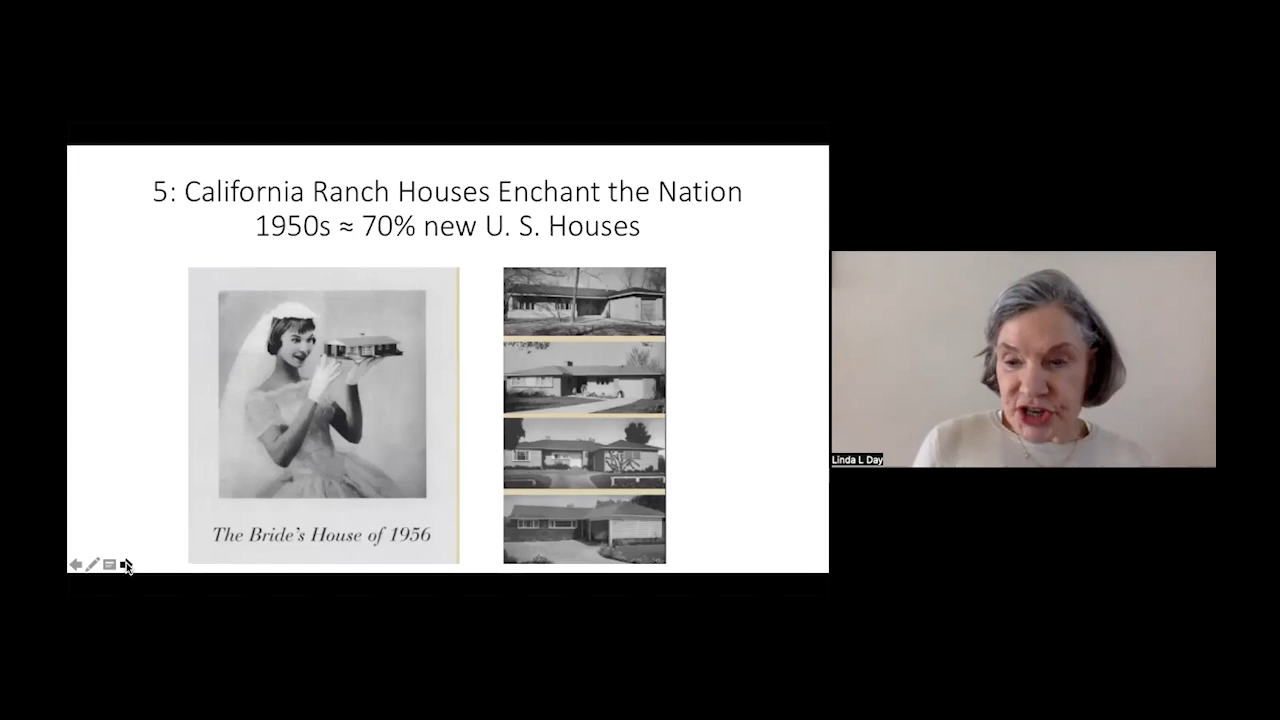 5: California Ranch Houses Enchant the Nation
1950s ≈ 70% new U. S. Houses
The Bride's House of 1956
Linda L Day